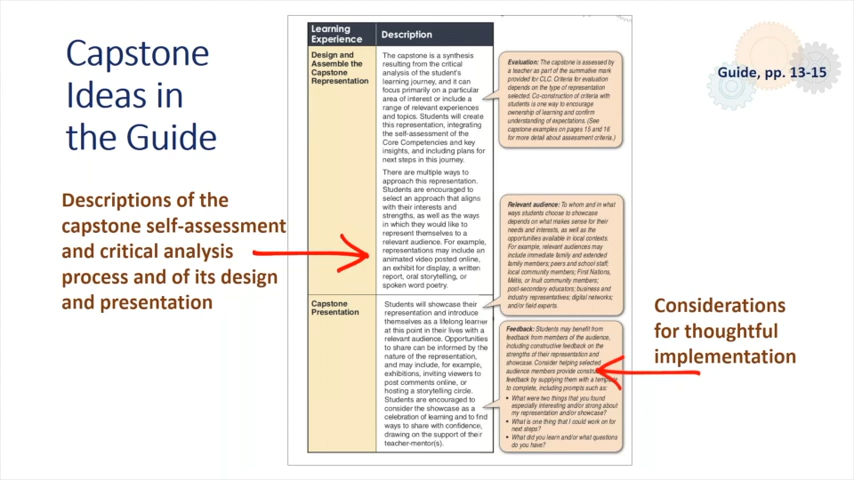 Capstone
Ideas in
the Guide
Descriptions of the
capstone self-assessment
and critical analysis
process and of its design
and presentation
Learning
Experience
Description
Design and
Assemble the
Capstone
Representation
The capstone is a synthesis
resulting from the critical
analysis of the student's
learning journey, and it can
focus primarily on a particular
area of interest or include a
range of relevant experiences
and topics. Students will create
this representation, integrating
the self-assessment of the
Core Competencies and key
insights, and including plans for
next steps in this journey.
There are multiple ways to
approach this representation.
Students are encouraged to
select an approach that aligns
with their interests and
strengths, as well as the ways
in which they would like to
represent themselves to a
relevant audience. For example,
representations may include an
animated video posted online,
an exhibit for display, a written
report, oral storytelling, or
spoken word poetry.
Capstone
Presentation
Students will showcase their
representation and introduce
themselves as a lifelong learner
at this point in their lives with a
relevant audience. Opportunities
to share can be informed by the
nature of the representation,
and may include, for example,
exhibitions, inviting viewers to
post comments online, or
hosting a storytelling circle.
Students are encouraged to
consider the showcase as a
celebration of learning and to find
ways to share with confidence,
drawing on the support of their
teacher-mentor(s).
Evaluation: The capstone is assessed by
a teacher as part of the summative mark
provided for CLC. Criteria for evaluation
depends on the type of representation
selected. Co-construction of criteria with
students is one way to encourage
ownership of learning and confirm
understanding of expectations. (See
capstone examples on pages 15 and 16
for more detail about assessment criteria.)
Relevant audience: To whom and in what
ways students choose to showcase
depends on what makes sense for their
needs and interests, as well as the
opportunities available in local contexts.
For example, relevant audiences may
include immediate family and extended
family members; peers and school staff;
local community members; First Nations,
Métis, or Inuit community members;
post-secondary educators; business and
industry representatives; digital networks;
and/or field experts.
Feedback: Students may benefit from
feedback from members of the audience,
including constructive feedback on the
strengths of their representation and
showcase. Consider helping selected
audience members provide
feedback by supplying them with a
to complete, including prompts such as:
• What were two things that you found
especially interesting and/or strong about
my representation and/or showcase?
• What is one thing that I could work on for
next steps?
• What did you learn and/or what questions
do you have?
Guide, pp. 13-15
Considerations
for thoughtful
implementation